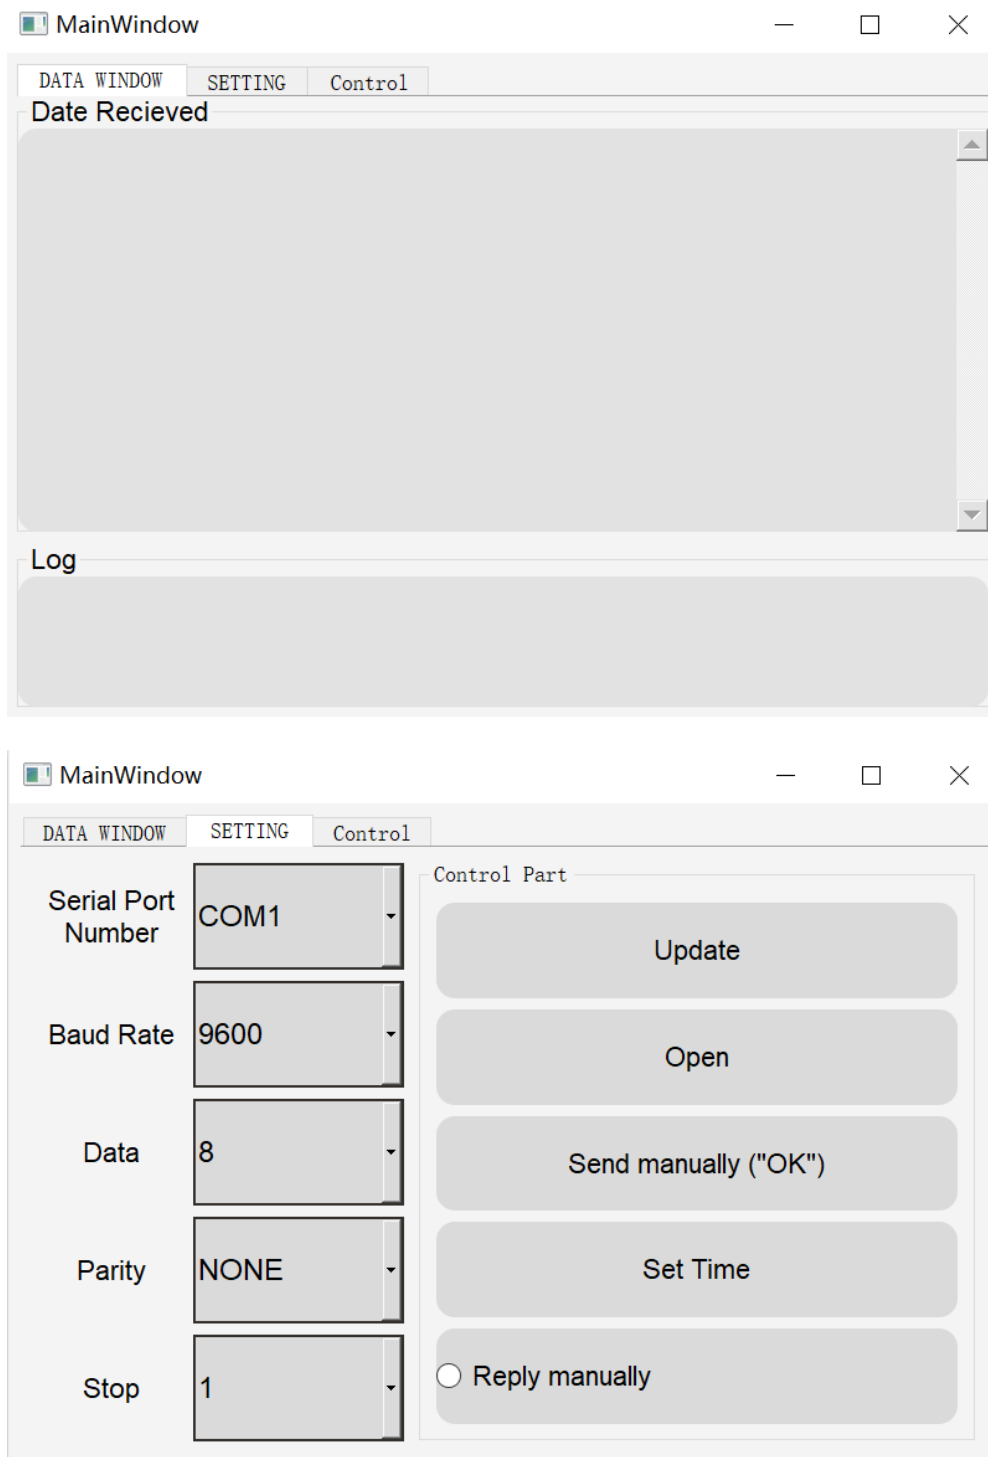 MainWindow
DATA WINDOW SETTING Control
Date Recieved
Log
MainWindow
DATA WINDOW SETTING Control
Serial Port
Number
COM1
Baud Rate
9600
Data
8
Parity
NONE
Stop
1
Control Part
Update
Open
Send manually ("OK")
Set Time
Reply manually